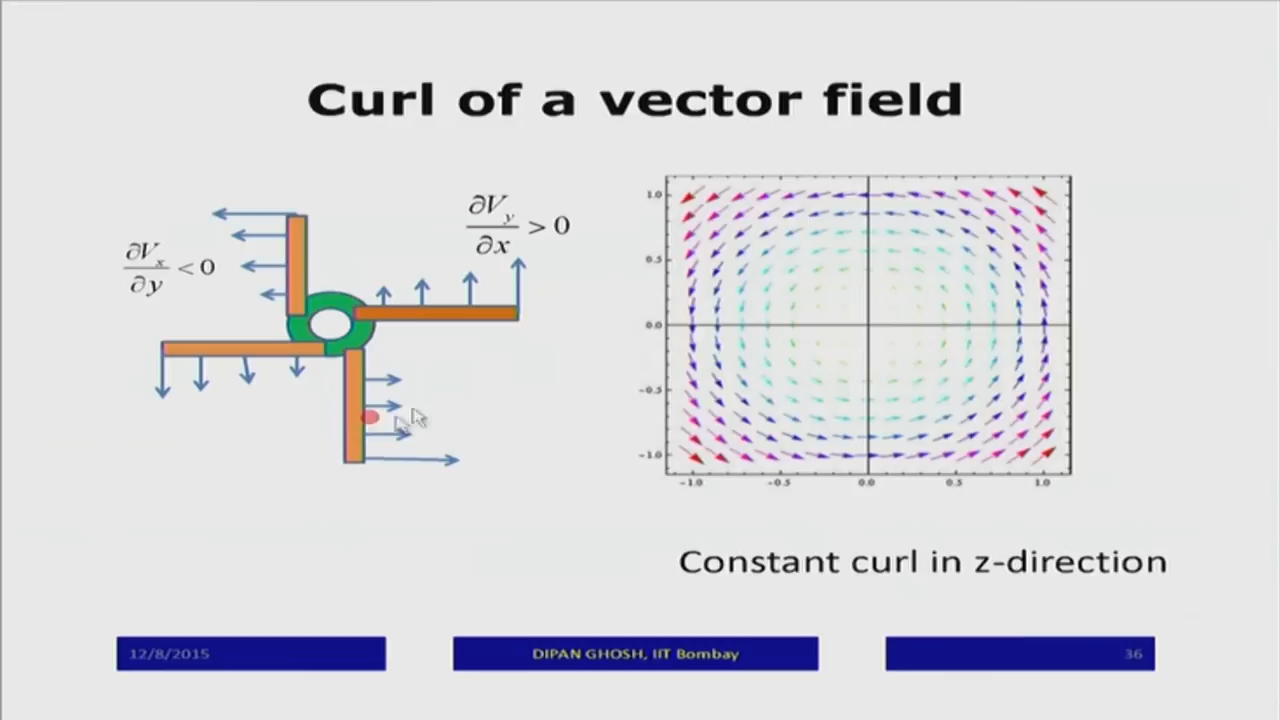 Curl of a vector field
∂V_y/∂x > 0
∂V_x/∂y < 0
1.0
0.5
0.0
−0.5
−1.0
−1.0 −0.5 0.0 0.5 1.0
Constant curl in z-direction
12/8/2015
DIPAN GHOSH, IIT Bombay
36